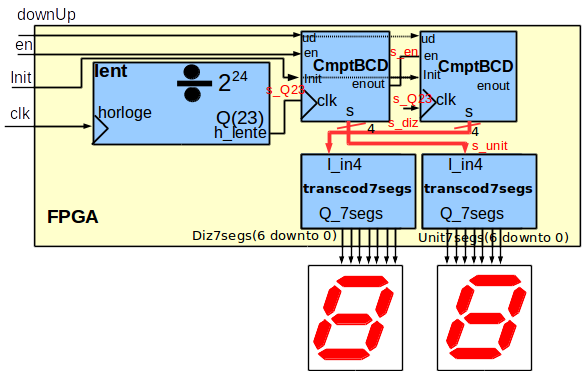 downUp
en
Init
clk
lent
÷ 2^24
horloge
Q(23)
h_lente
s_Q23
ud
en
CmptBCD
Init
clk
enout
s
4
s_en
ud
en
CmptBCD
Init
enout
s_Q23
clk
s
4
s_diz
s_unit
I_in4
transcod7segs
Q_7segs
I_in4
transcod7segs
Q_7segs
FPGA
Diz7segs(6 downto 0)
Unit7segs(6 downto 0)
8
8